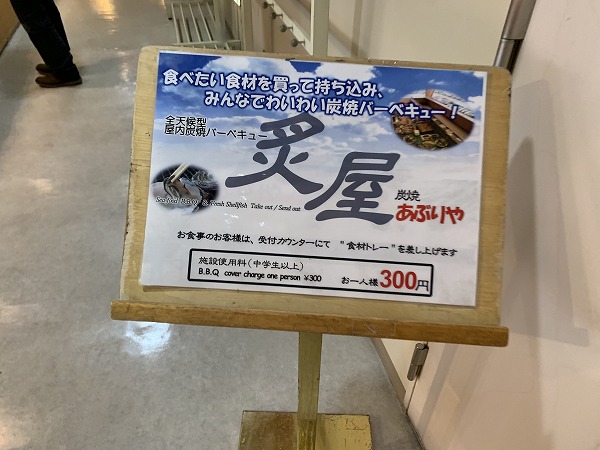 食べたい食材を買って持ち込み、
みんなでわいわい炭焼バーベキュー！
全天候型
屋内炭焼バーベキュー
炙屋
炭焼
あぶりや
Seafood B.B.Q & Fresh Shellfish Take out / Send out
お食事のお客様は、受付カウンターにて "食材トレー"を差し上げます
施設使用料（中学生以上）
B.B.Q cover charge one person ¥300 お一人様 300円